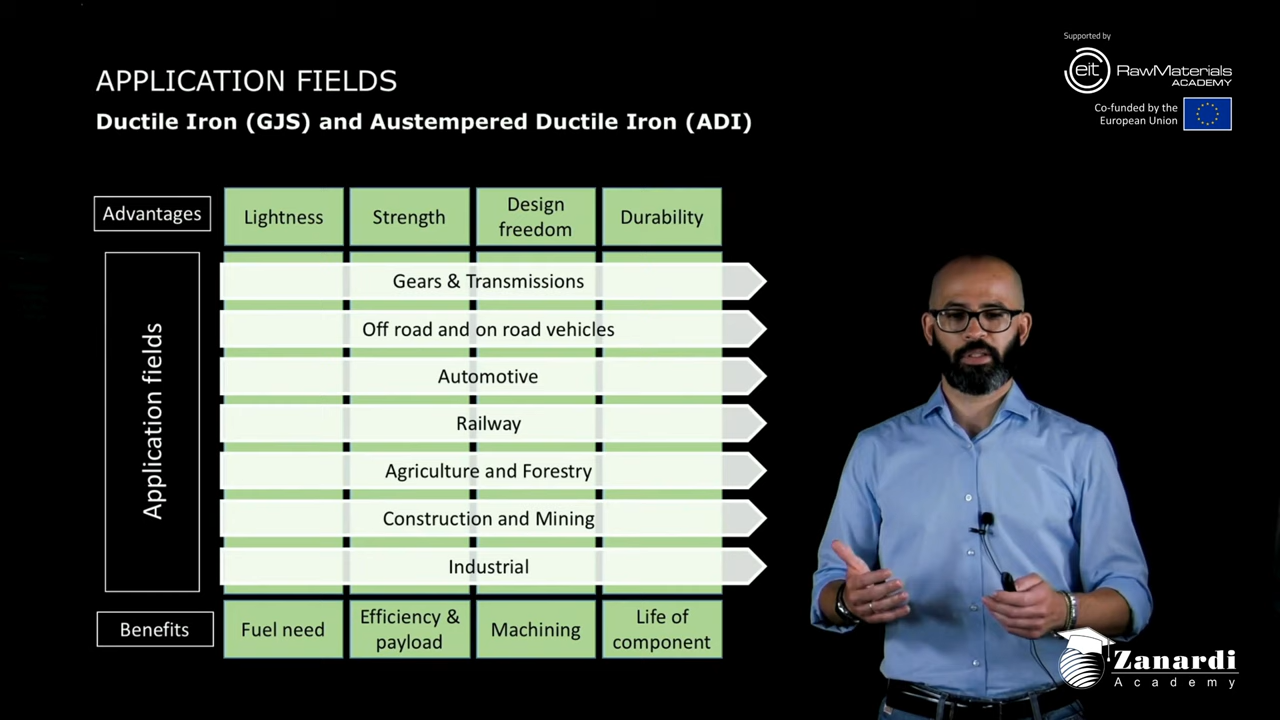 Supported by
eit RawMaterials
ACADEMY
Co-funded by the
European Union
APPLICATION FIELDS
Ductile Iron (GJS) and Austempered Ductile Iron (ADI)
Advantages
Lightness
Strength
Design
freedom
Durability
Application fields
Gears & Transmissions
Off road and on road vehicles
Automotive
Railway
Agriculture and Forestry
Construction and Mining
Industrial
Benefits
Fuel need
Efficiency &
payload
Machining
Life of
component
Zanardi
Academy